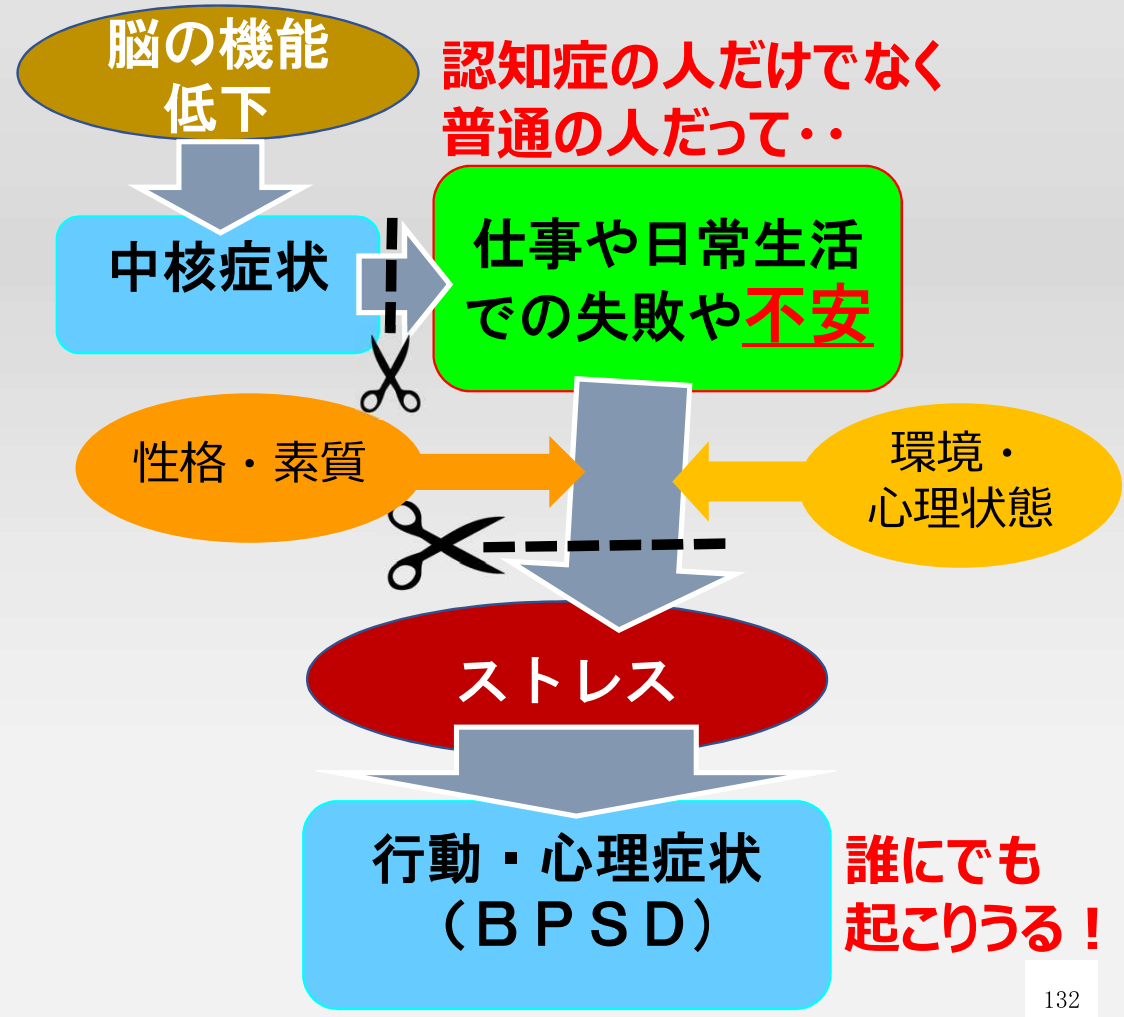 脳の機能
低下
認知症の人だけでなく
普通の人だって・・
中核症状
仕事や日常生活
での失敗や不安
性格・素質
環境・
心理状態
ストレス
行動・心理症状
（ＢＰＳＤ）
誰にでも
起こりうる！
132